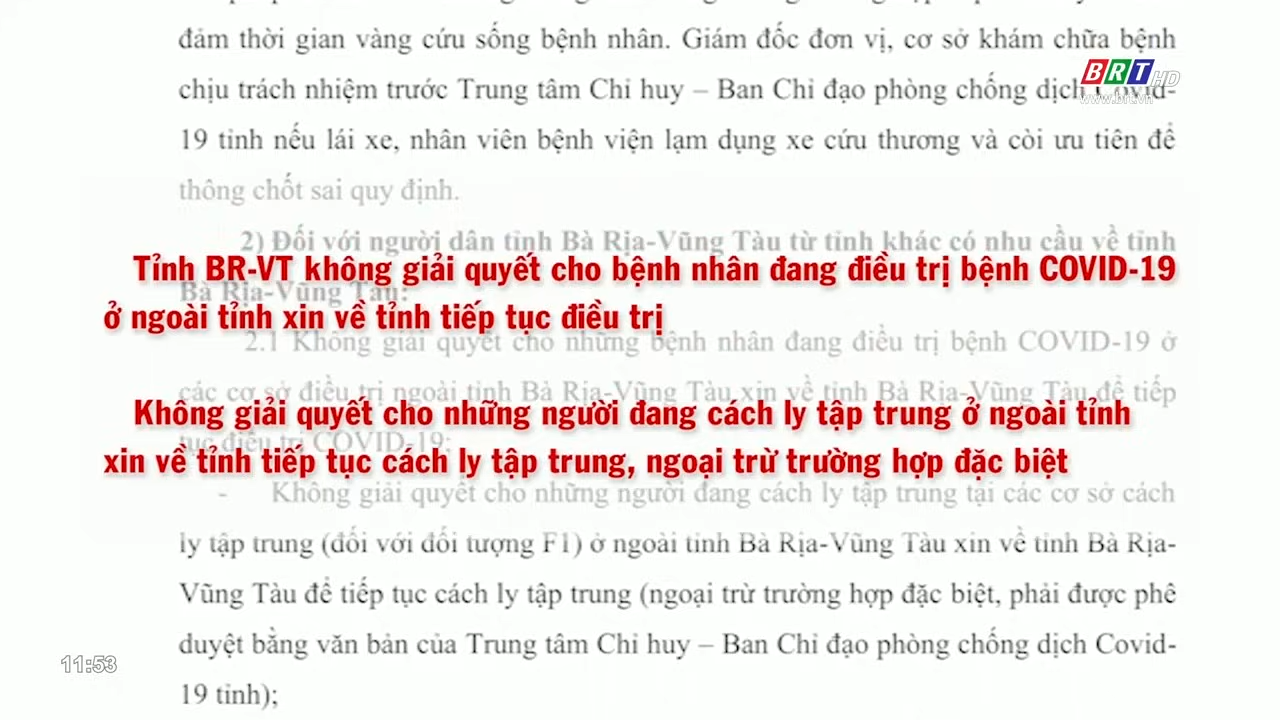 đảm thời gian vàng cứu sống bệnh nhân. Giám đốc đơn vị, cơ sở khám chữa bệnh
BRT HD
chịu trách nhiệm trước Trung tâm Chỉ huy – Ban Chỉ đạo phòng chống dịch Covid-
www.brt.vn
19 tỉnh nếu lái xe, nhân viên bệnh viện lạm dụng xe cứu thương và còi ưu tiên để
thông chốt sai quy định.
2) Đối với người dân tỉnh Bà Rịa-Vũng Tàu từ tỉnh khác có nhu cầu về tỉnh
Tỉnh BR-VT không giải quyết cho bệnh nhân đang điều trị bệnh COVID-19
Bà Rịa-Vũng Tàu:
ở ngoài tỉnh xin về tỉnh tiếp tục điều trị
2.1 Không giải quyết cho những bệnh nhân đang điều trị bệnh COVID-19 ở
các cơ sở điều trị ngoài tỉnh Bà Rịa-Vũng Tàu xin về tỉnh Bà Rịa-Vũng Tàu để tiếp
Không giải quyết cho những người đang cách ly tập trung ở ngoài tỉnh
tục điều trị COVID-19;
xin về tỉnh tiếp tục cách ly tập trung, ngoại trừ trường hợp đặc biệt
- Không giải quyết cho những người đang cách ly tập trung tại các cơ sở cách
ly tập trung (đối với đối tượng F1) ở ngoài tỉnh Bà Rịa-Vũng Tàu xin về tỉnh Bà Rịa-
Vũng Tàu để tiếp tục cách ly tập trung (ngoại trừ trường hợp đặc biệt, phải được phê
duyệt bằng văn bản của Trung tâm Chỉ huy – Ban Chỉ đạo phòng chống dịch Covid-
11:53
19 tỉnh);